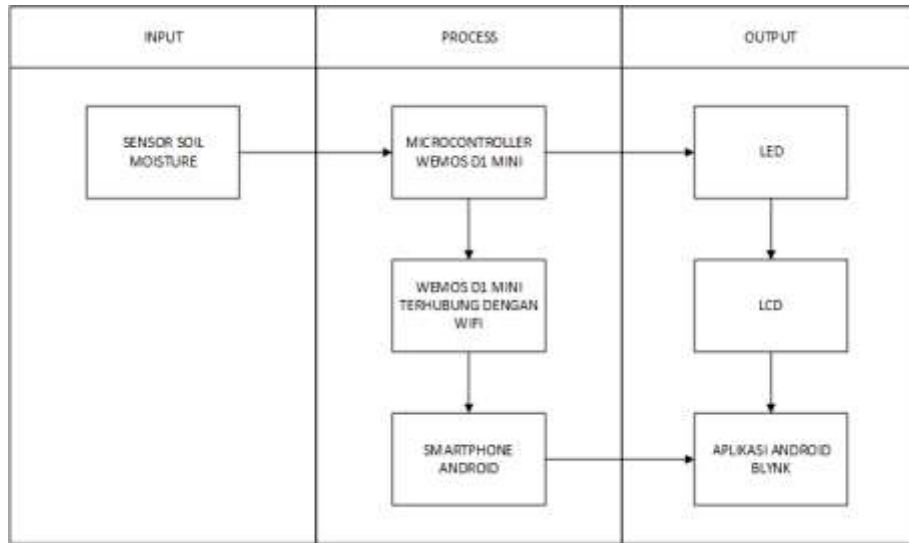 INPUT
PROCESS
OUTPUT
SENSOR SOIL
MOISTURE
MICROCONTROLLER
WEMOS D1 MINI
LED
WEMOS D1 MINI
TERHUBUNG DENGAN
WIFI
LCD
SMARTPHONE
ANDROID
APLIKASI ANDROID
BLYNK